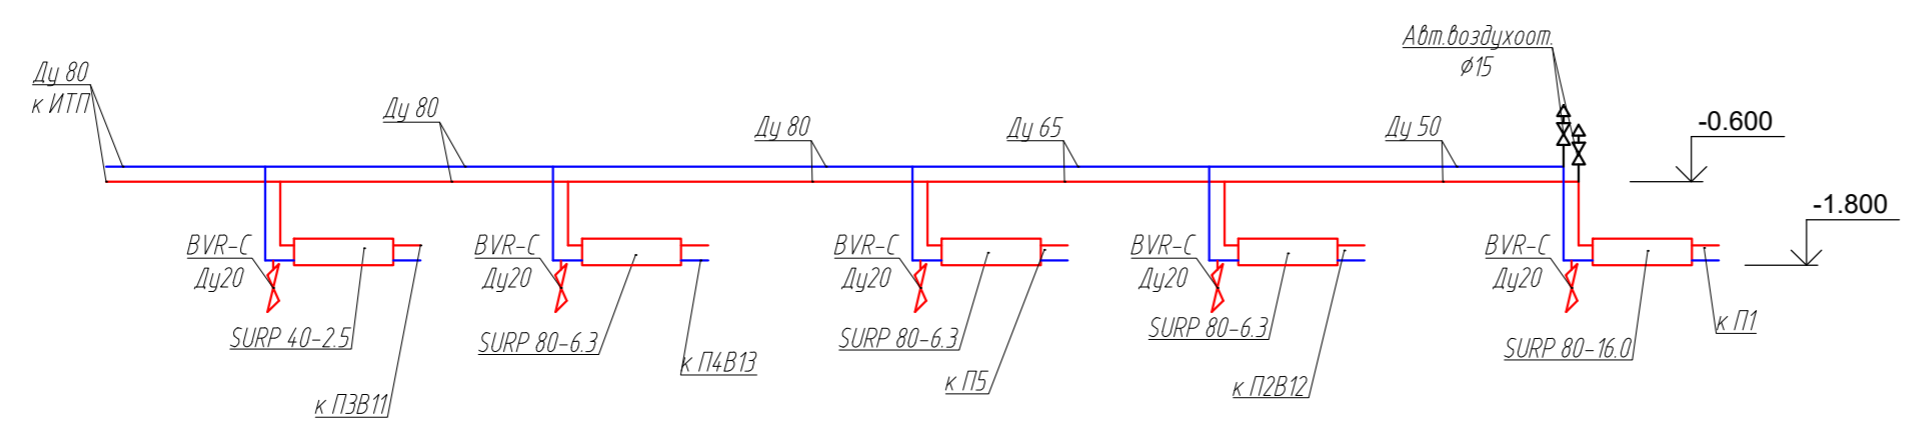 Авт.воздухоот.
⌀15
Ду 80
к ИТП
Ду 80
Ду 80
Ду 65
Ду 50
-0.600
-1.800
BVR-C
Ду20
BVR-C
Ду20
BVR-C
Ду20
BVR-C
Ду20
BVR-C
Ду20
SURP 40-2.5
SURP 80-6.3
SURP 80-6.3
SURP 80-6.3
SURP 80-16.0
к П3В11
к П4В13
к П5
к П2В12
к П1